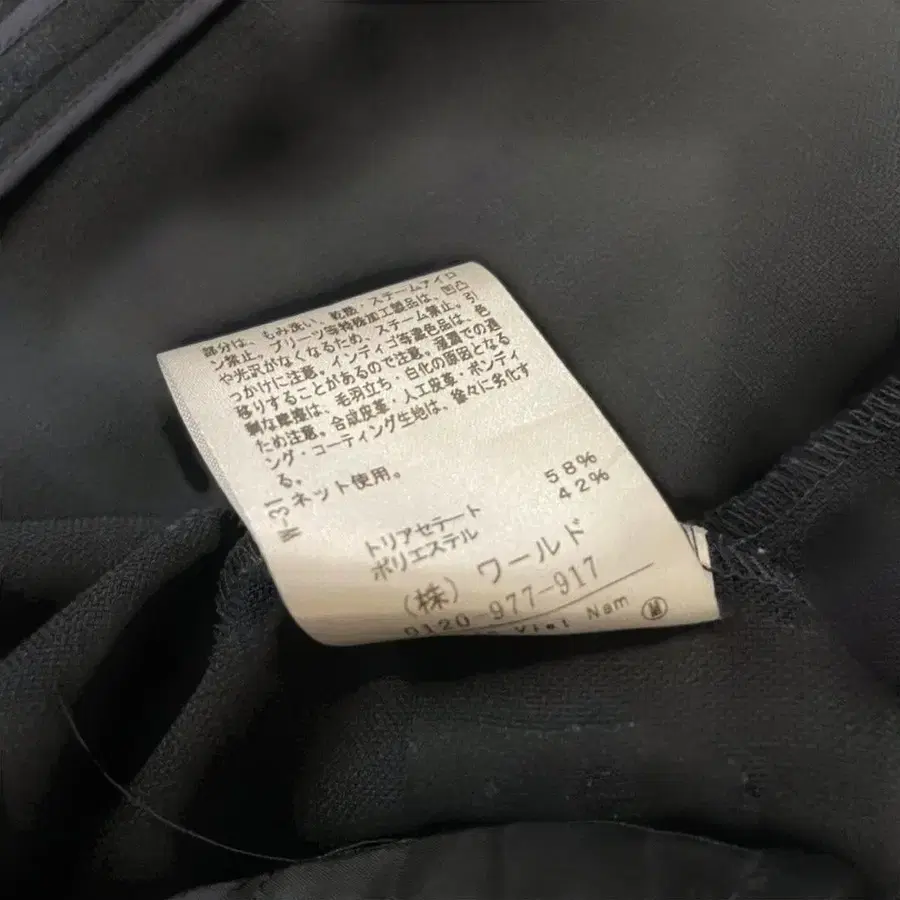 部分は、もみ洗い、乾燥・スチームアイロ
ン禁止。プリーツ等特殊加工製品は、凹凸
や光沢がなくなるため、スチーム禁止。引
っかけに注意。インディゴ等濃色品は、色
移りすることがあるので注意。湿潤での過
剰な摩擦は、毛羽立ち・白化の原因となる
ため注意。合成皮革・人工皮革・ボンディ
ング・コーティング生地は、徐々に劣化す
る。
W-31ネット使用。
トリアセテート 58%
ポリエステル 42%
(株) ワールド
0120-977-917
Viet Nam Ⓜ